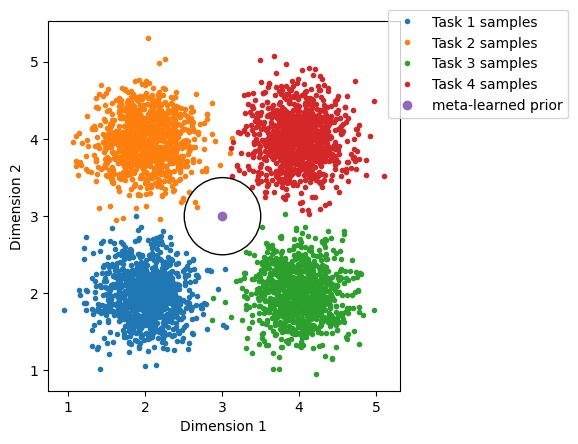 Task 1 samples
Task 2 samples
Task 3 samples
Task 4 samples
meta-learned prior
5
4
3
2
1
Dimension 2
1 2 3 4 5
Dimension 1